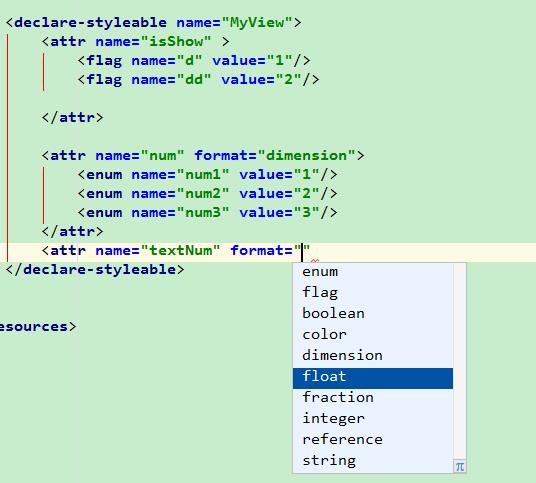 <declare-styleable name="MyView">
<attr name="isShow" >
<flag name="d" value="1"/>
<flag name="dd" value="2"/>
</attr>
<attr name="num" format="dimension">
<enum name="num1" value="1"/>
<enum name="num2" value="2"/>
<enum name="num3" value="3"/>
</attr>
<attr name="textNum" format=""
</declare-styleable>
esources>
enum
flag
boolean
color
dimension
float
fraction
integer
reference
string
π